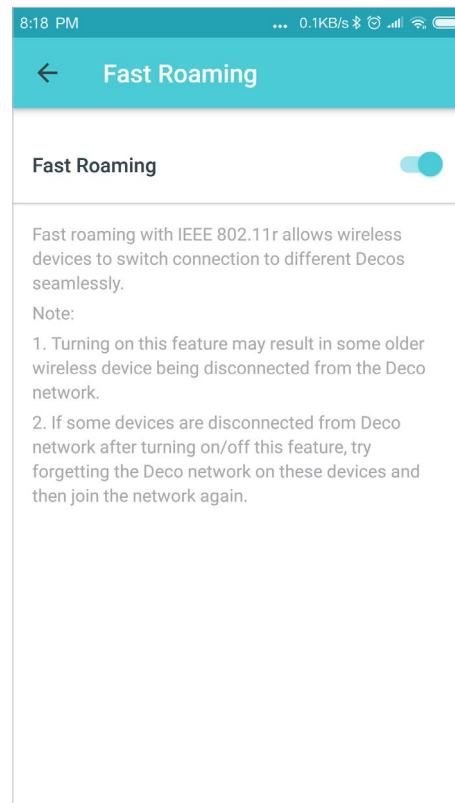 8:18 PM ... 0.1KB/s
Fast Roaming
Fast Roaming
Fast roaming with IEEE 802.11r allows wireless
devices to switch connection to different Decos
seamlessly.
Note:
1. Turning on this feature may result in some older
wireless device being disconnected from the Deco
network.
2. If some devices are disconnected from Deco
network after turning on/off this feature, try
forgetting the Deco network on these devices and
then join the network again.